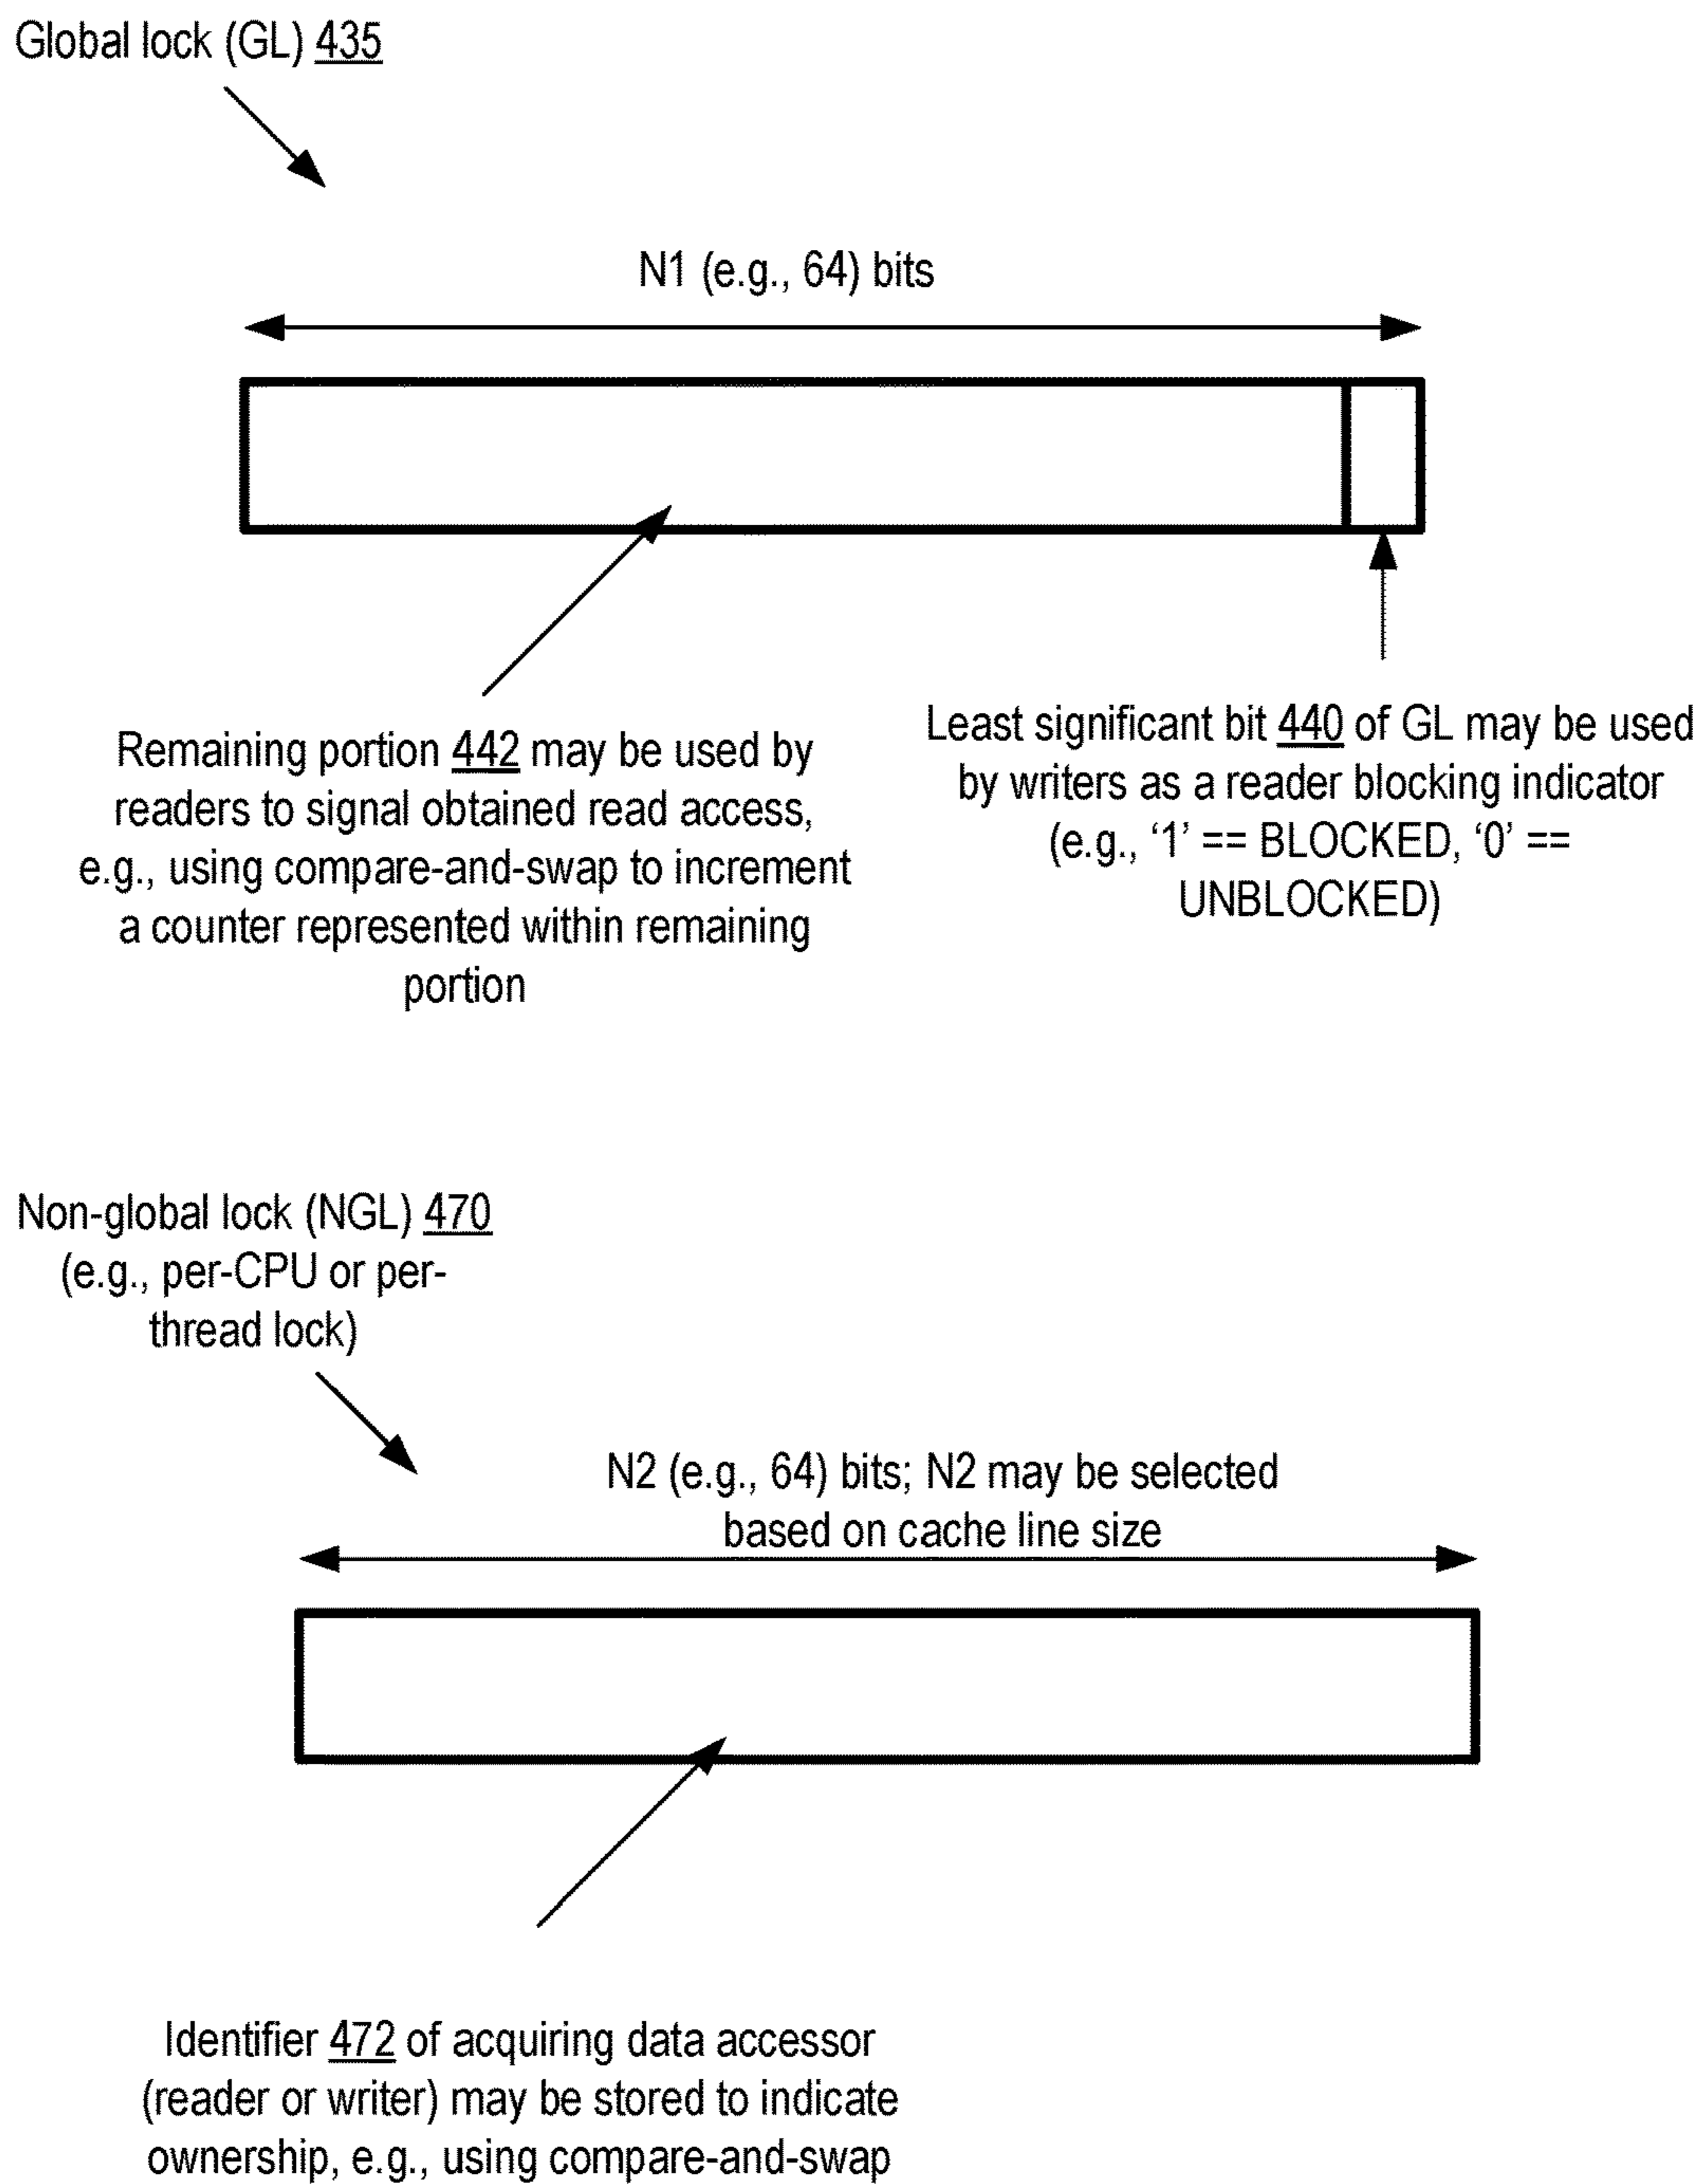 Global lock (GL) 435
N1 (e.g., 64) bits
Remaining portion 442 may be used by
readers to signal obtained read access,
e.g., using compare-and-swap to increment
a counter represented within remaining
portion
Least significant bit 440 of GL may be used
by writers as a reader blocking indicator
(e.g., ‘1’ == BLOCKED, ‘0’ ==
UNBLOCKED)
Non-global lock (NGL) 470
(e.g., per-CPU or per-
thread lock)
N2 (e.g., 64) bits; N2 may be selected
based on cache line size
Identifier 472 of acquiring data accessor
(reader or writer) may be stored to indicate
ownership, e.g., using compare-and-swap